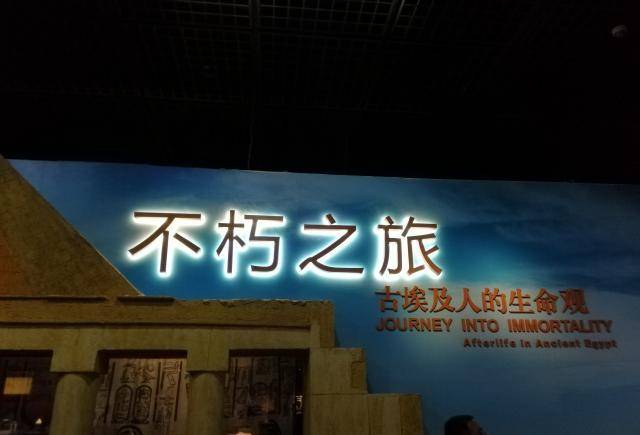 不朽之旅
古埃及人的生命观
JOURNEY INTO IMMORTALITY
Afterlife in Ancient Egypt